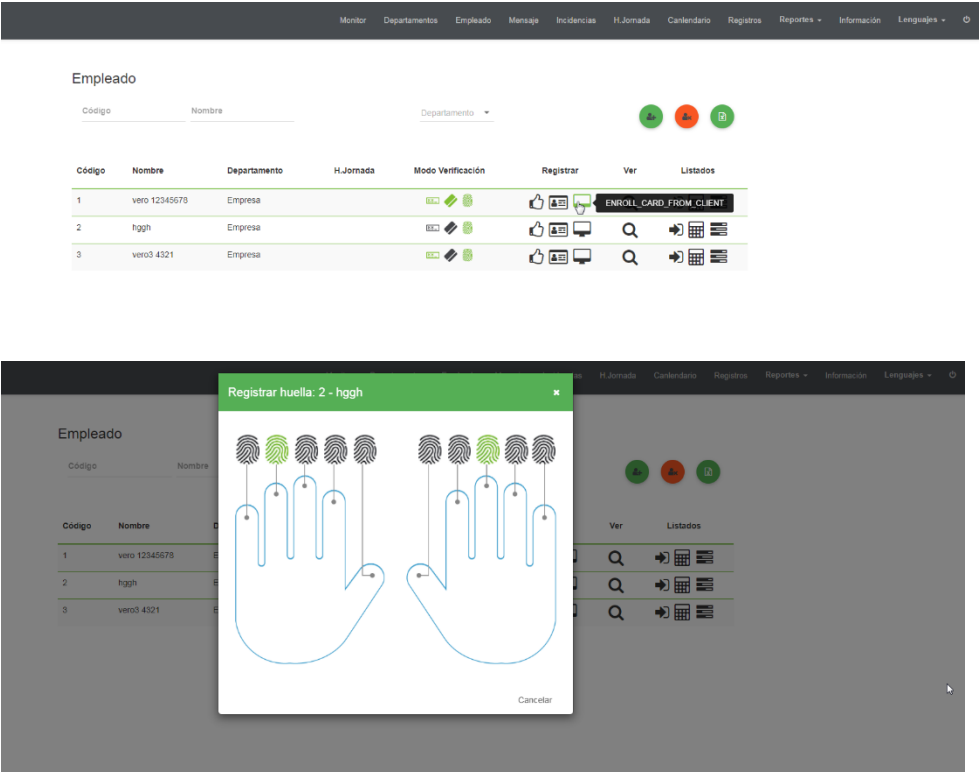 Monitor Departamentos Empleado Mensaje Incidencias H.Jornada Canlendario Registros Reportes Información Lenguajes
Empleado
Código Nombre Departamento
Código Nombre Departamento H.Jornada Modo Verificación Registrar Ver Listados
1 vero 12345678 Empresa ENROLL_CARD_FROM_CLIENT
2 hggh Empresa
3 vero3 4321 Empresa
H.Jornada Canlendario Registros Reportes Información Lenguajes
Registrar huella: 2 - hggh
Empleado
Código Nombre
Código Nombre Ver Listados
1 vero 12345678
2 hggh
3 vero3 4321
Cancelar